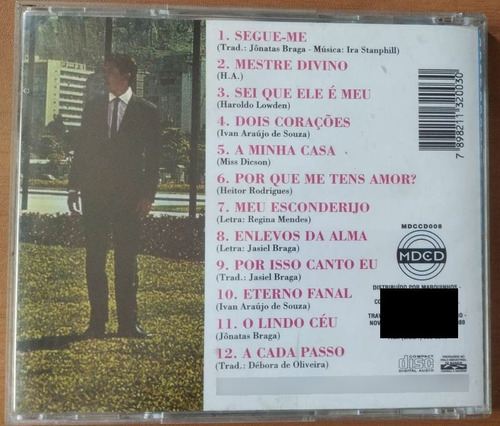 1. SEGUE-ME
(Trad.: Jônatas Braga - Música: Ira Stanphill)
2. MESTRE DIVINO
(H.A.)
3. SEI QUE ELE É MEU
(Haroldo Lowden)
4. DOIS CORAÇÕES
(Ivan Araújo de Souza)
5. A MINHA CASA
(Miss Dicson)
6. POR QUE ME TENS AMOR?
(Heitor Rodrigues)
7. MEU ESCONDERIJO
(Letra: Regina Mendes)
8. ENLEVOS DA ALMA
(Letra: Jasiel Braga)
9. POR ISSO CANTO EU
(Trad.: Jasiel Braga)
10. ETERNO FANAL
(Ivan Araújo de Souza)
11. O LINDO CÉU
(Jônatas Braga)
12. A CADA PASSO
(Trad.: Débora de Oliveira)
7 898211 320030
MDCCD008
MDCD
DISTRIBUÍDO POR MARQUINHOS -
COMPACT
disc
DIGITAL AUDIO